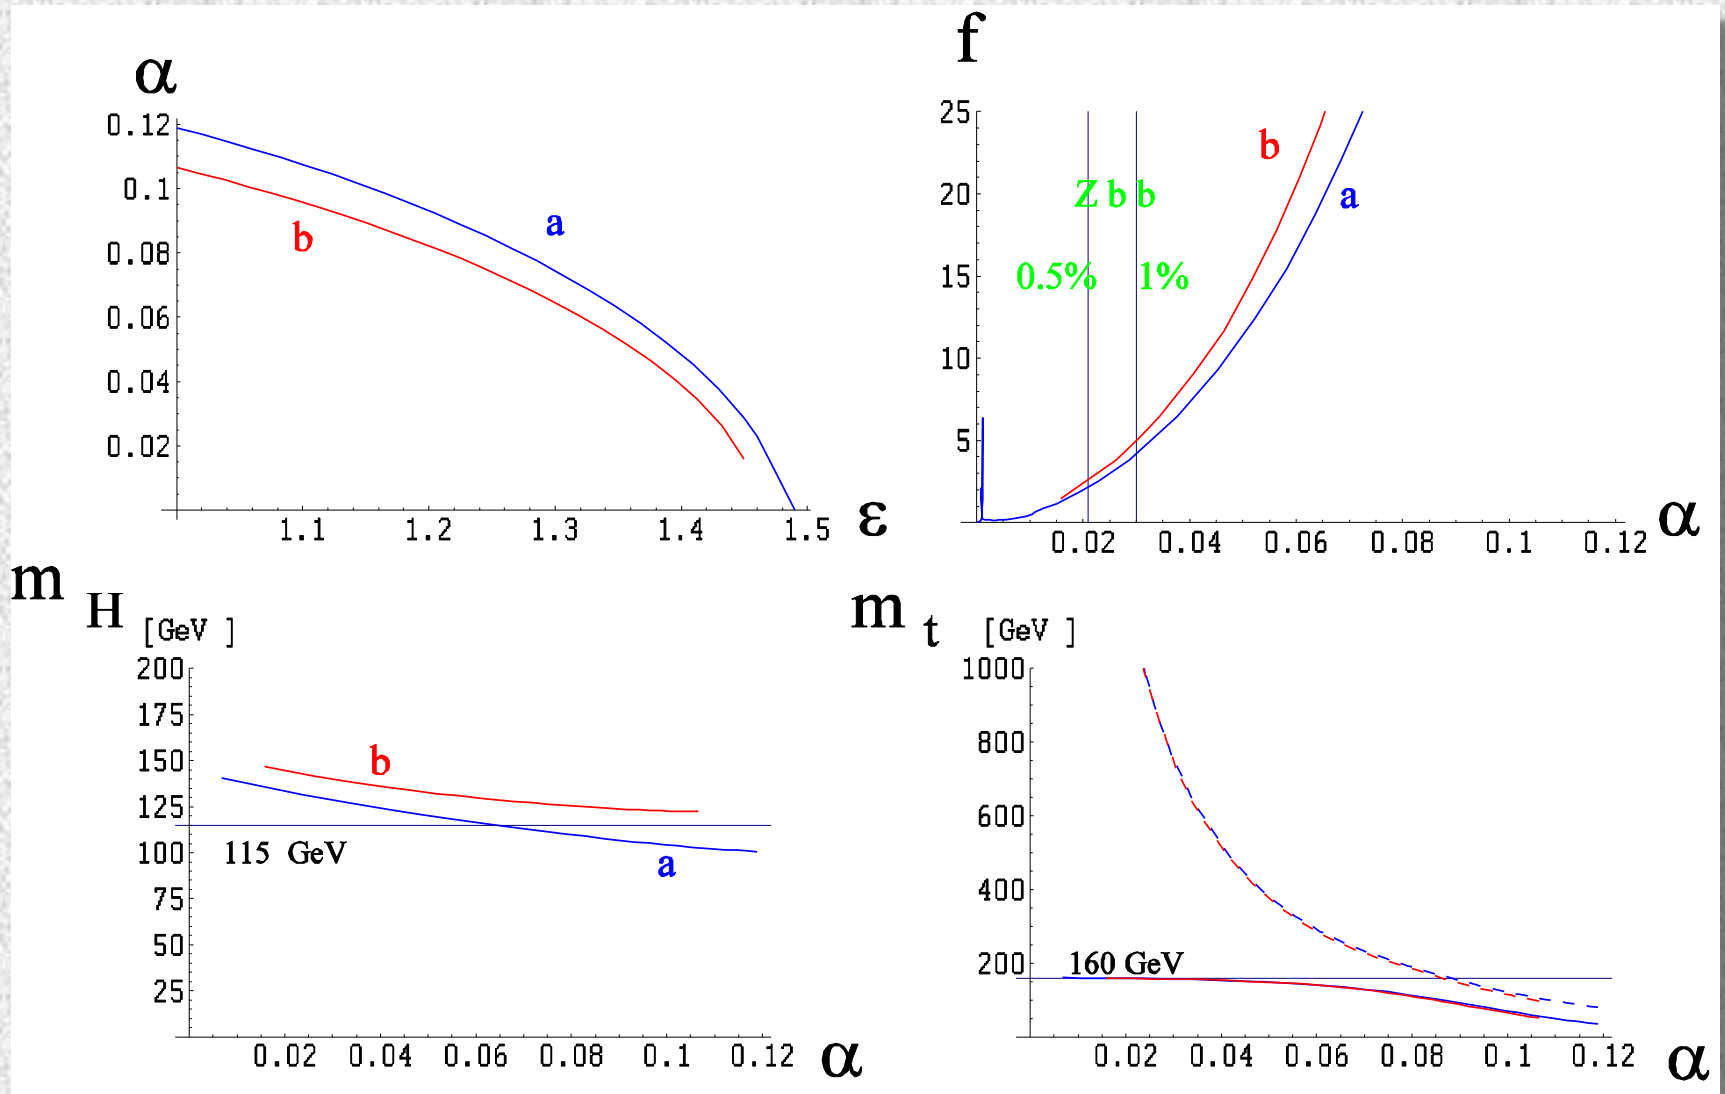 α
0.12
0.1
0.08
0.06
0.04
0.02
a
b
1.1 1.2 1.3 1.4 1.5 ε
f
25
20
15
10
5
b
a
Z b b
0.5% 1%
0.02 0.04 0.06 0.08 0.1 0.12 α
m H [GeV ]
200
175
150
125
100
75
50
25
b
115 GeV
a
0.02 0.04 0.06 0.08 0.1 0.12 α
m t [GeV ]
1000
800
600
400
200
160 GeV
0.02 0.04 0.06 0.08 0.1 0.12 α